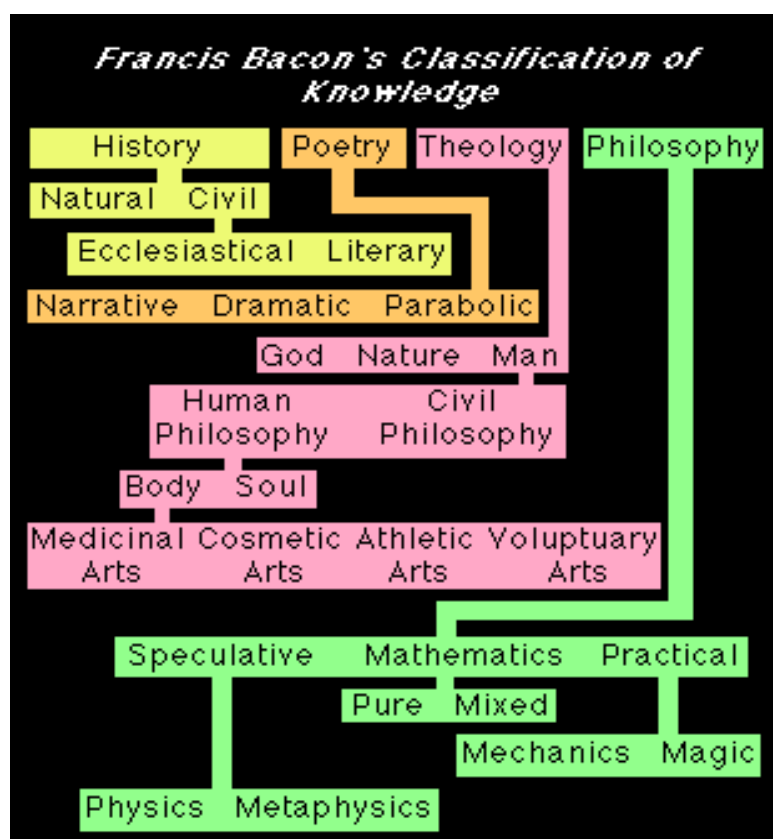 Francis Bacon's Classification of
Knowledge
History Poetry Theology Philosophy
Natural Civil
Ecclesiastical Literary
Narrative Dramatic Parabolic
God Nature Man
Human Civil
Philosophy Philosophy
Body Soul
Medicinal Cosmetic Athletic Voluptuary
Arts Arts Arts Arts
Speculative Mathematics Practical
Pure Mixed
Mechanics Magic
Physics Metaphysics